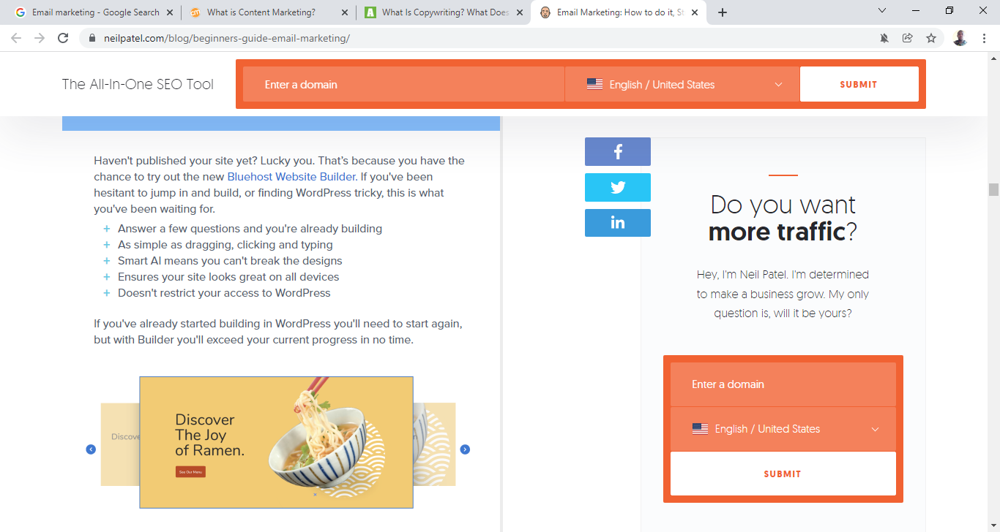 Email marketing - Google Search
What is Content Marketing?
What Is Copywriting? What Does
Email Marketing: How to do it, St
neilpatel.com/blog/beginners-guide-email-marketing/
The All-In-One SEO Tool
Enter a domain
English / United States
SUBMIT
Haven't published your site yet? Lucky you. That's because you have the
chance to try out the new Bluehost Website Builder. If you've been
hesitant to jump in and build, or finding WordPress tricky, this is what
you've been waiting for.
+ Answer a few questions and you're already building
+ As simple as dragging, clicking and typing
+ Smart AI means you can't break the designs
+ Ensures your site looks great on all devices
+ Doesn't restrict your access to WordPress
If you've already started building in WordPress you'll need to start again,
but with Builder you'll exceed your current progress in no time.
Discove
Discover
The Joy
of Ramen.
See Our Menu
n
f
in
Do you want
more traffic?
Hey, I'm Neil Patel. I'm determined
to make a business grow. My only
question is, will it be yours?
Enter a domain
English / United States
SUBMIT